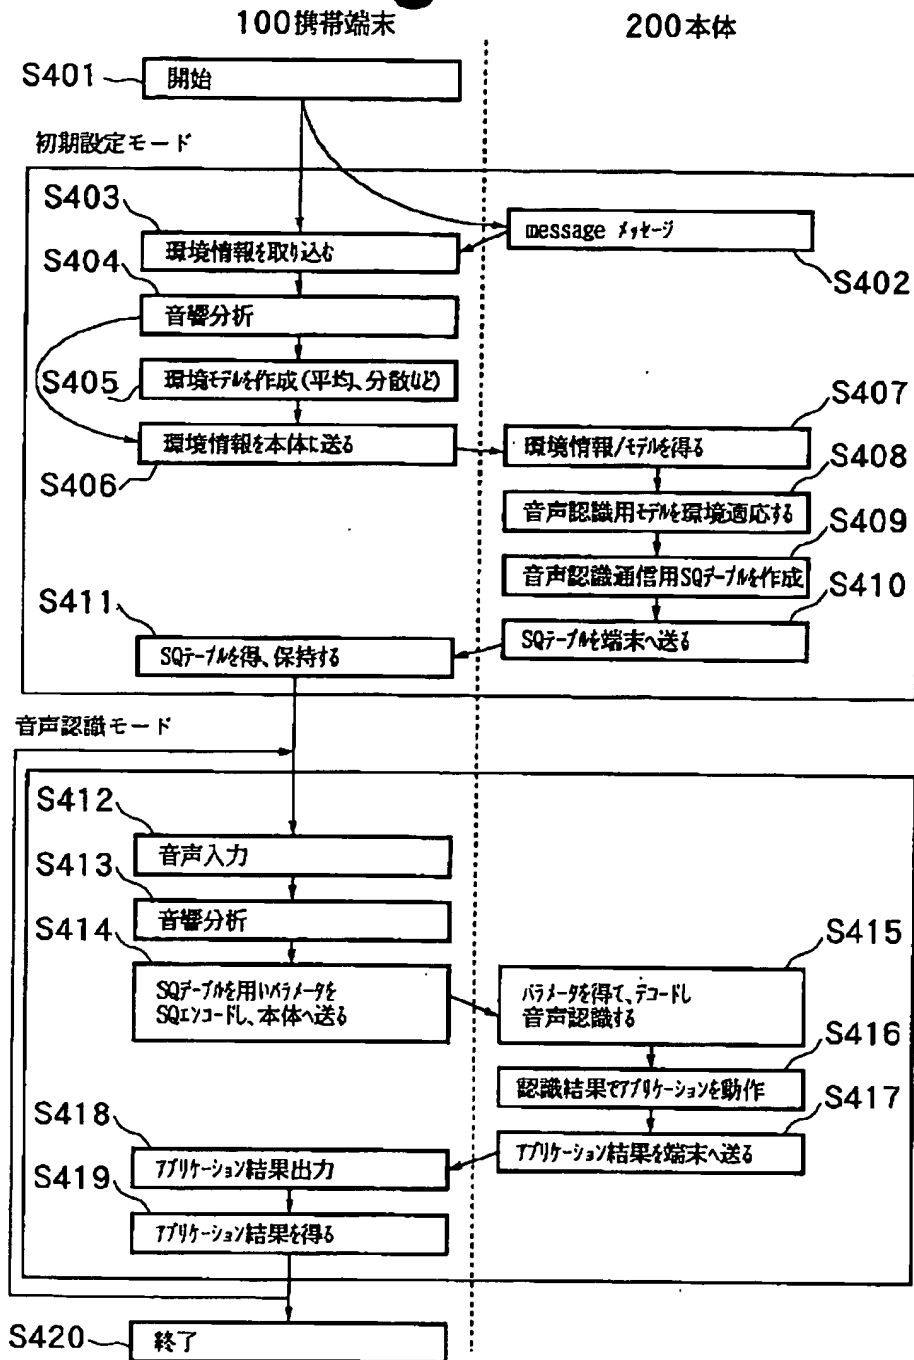 100携帯端末
200本体
S401
開始
初期設定モード
S403
message メッセージ
環境情報を取り込む
S404
S402
音響分析
S405
環境モデルを作成(平均、分散など)
S407
環境情報を本体に送る
環境情報/モデルを得る
S406
S408
音声認識用モデルを環境適応する
S409
音声認識通信用SQテーブルを作成
S411
S410
SQテーブルを得、保持する
SQテーブルを端末へ送る
音声認識モード
S412
音声入力
S413
音響分析
S414
S415
SQテーブルを用いパラメータを
SQエンコードし、本体へ送る
パラメータを得て、デコードし
音声認識する
S416
認識結果でアプリケーションを動作
S418
S417
アプリケーション結果出力
アプリケーション結果を端末へ送る
S419
アプリケーション結果を得る
S420
終了